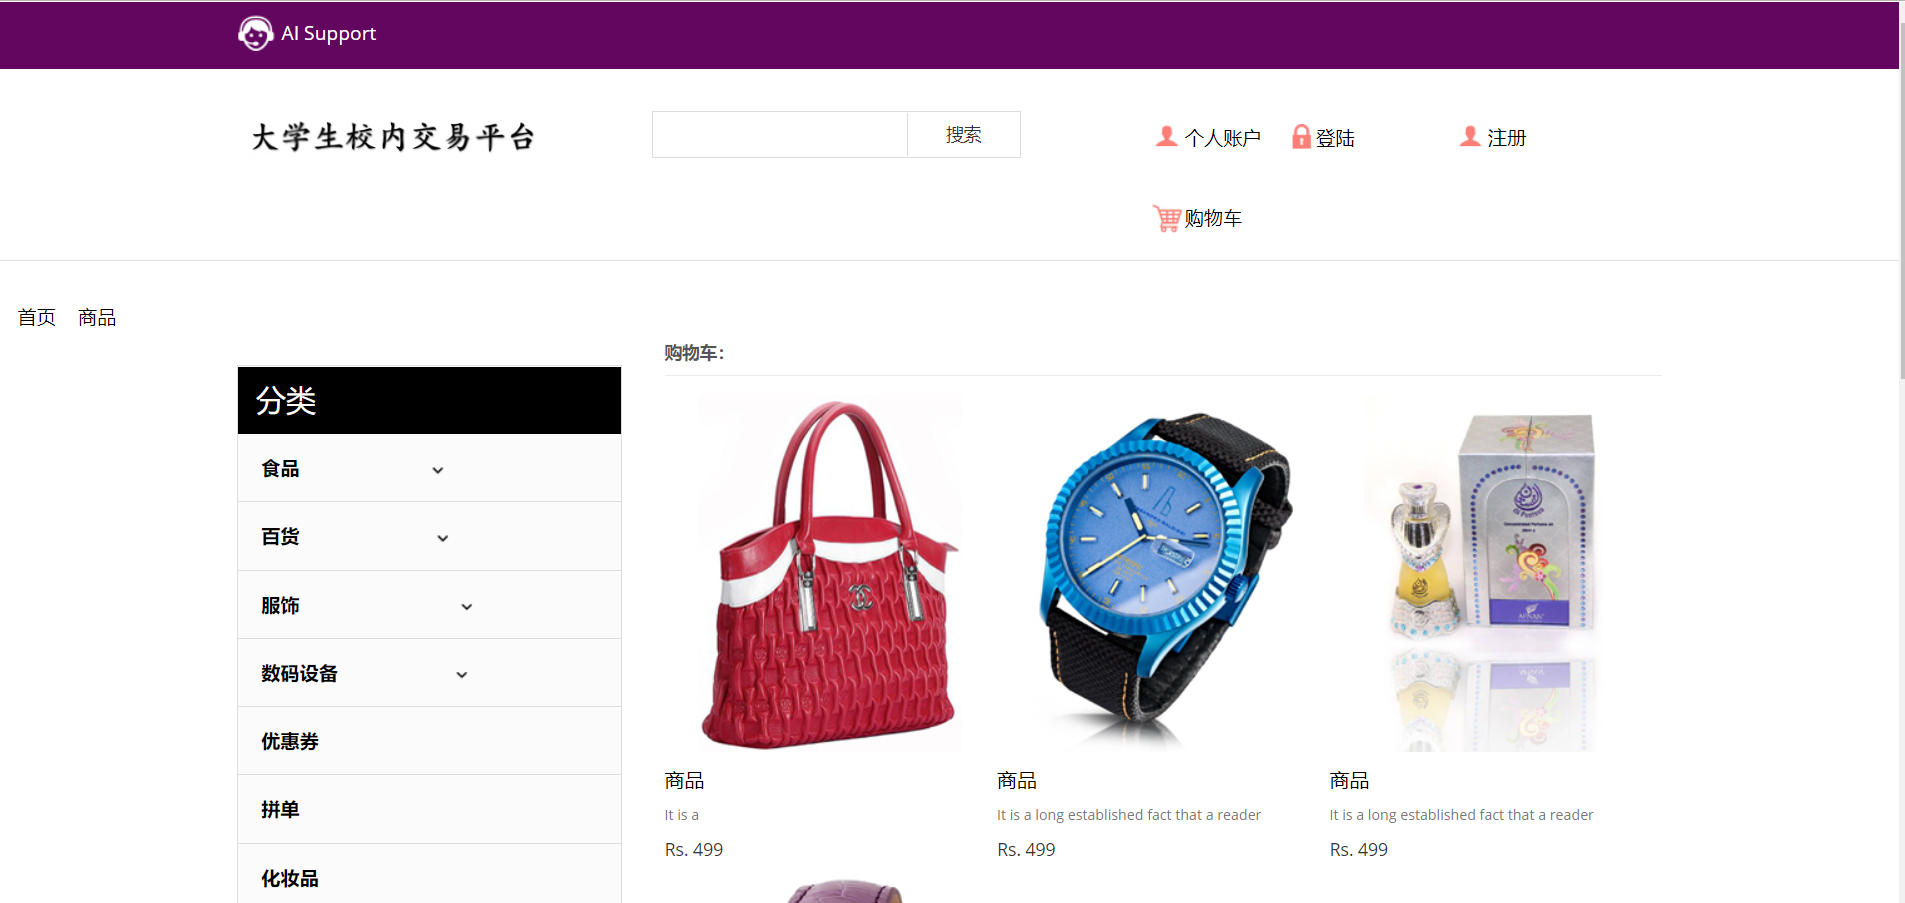 AI Support
大学生校内交易平台
搜索
个人账户
登陆
注册
购物车
首页 商品
购物车:
分类
食品
百货
服饰
数码设备
优惠券
拼单
化妆品
商品
It is a
Rs. 499
商品
It is a long established fact that a reader
Rs. 499
商品
It is a long established fact that a reader
Rs. 499
AFNAN